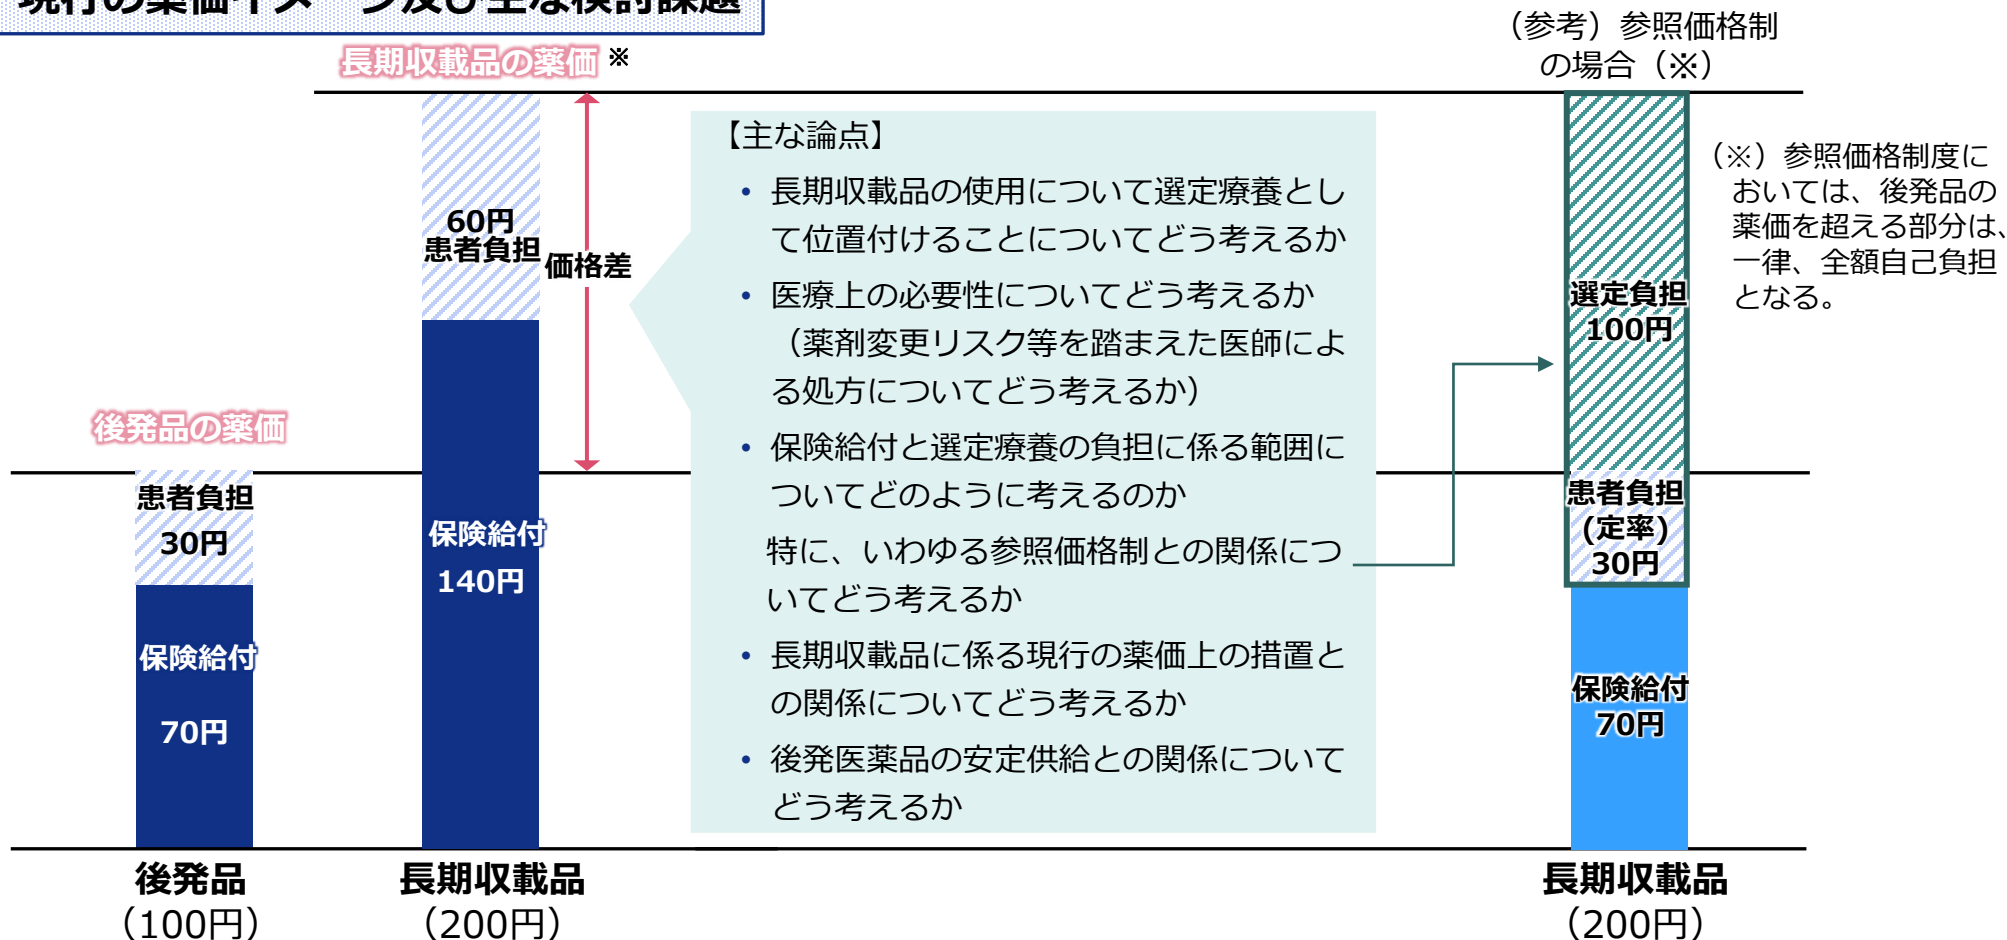 現行の薬価イメージ及び主な検討課題
長期収載品の薬価 ※
60円
患者負担
価格差
保険給付
140円
後発品の薬価
患者負担
30円
保険給付
70円
【主な論点】
• 長期収載品の使用について選定療養とし
て位置付けることについてどう考えるか
• 医療上の必要性についてどう考えるか
（薬剤変更リスク等を踏まえた医師によ
る処方についてどう考えるか）
• 保険給付と選定療養の負担に係る範囲に
ついてどのように考えるのか
特に、いわゆる参照価格制との関係につ
いてどう考えるか
• 長期収載品に係る現行の薬価上の措置と
の関係についてどう考えるか
• 後発医薬品の安定供給との関係について
どう考えるか
（参考）参照価格制
の場合（※）
選定負担
100円
患者負担
(定率)
30円
保険給付
70円
（※）参照価格制度に
おいては、後発品の
薬価を超える部分は、
一律、全額自己負担
となる。
後発品
（100円）
長期収載品
（200円）
長期収載品
（200円）